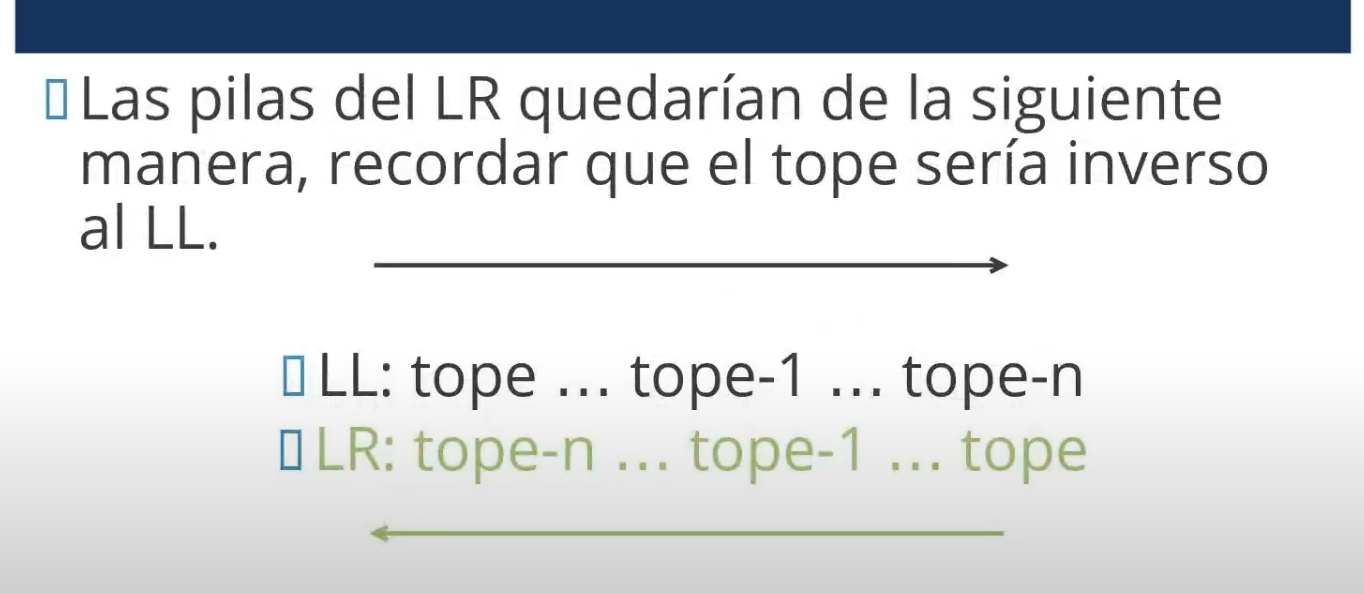 Las pilas del LR quedarían de la siguiente
manera, recordar que el tope sería inverso
al LL.
LL: tope ... tope-1 ... tope-n
LR: tope-n ... tope-1 ... tope